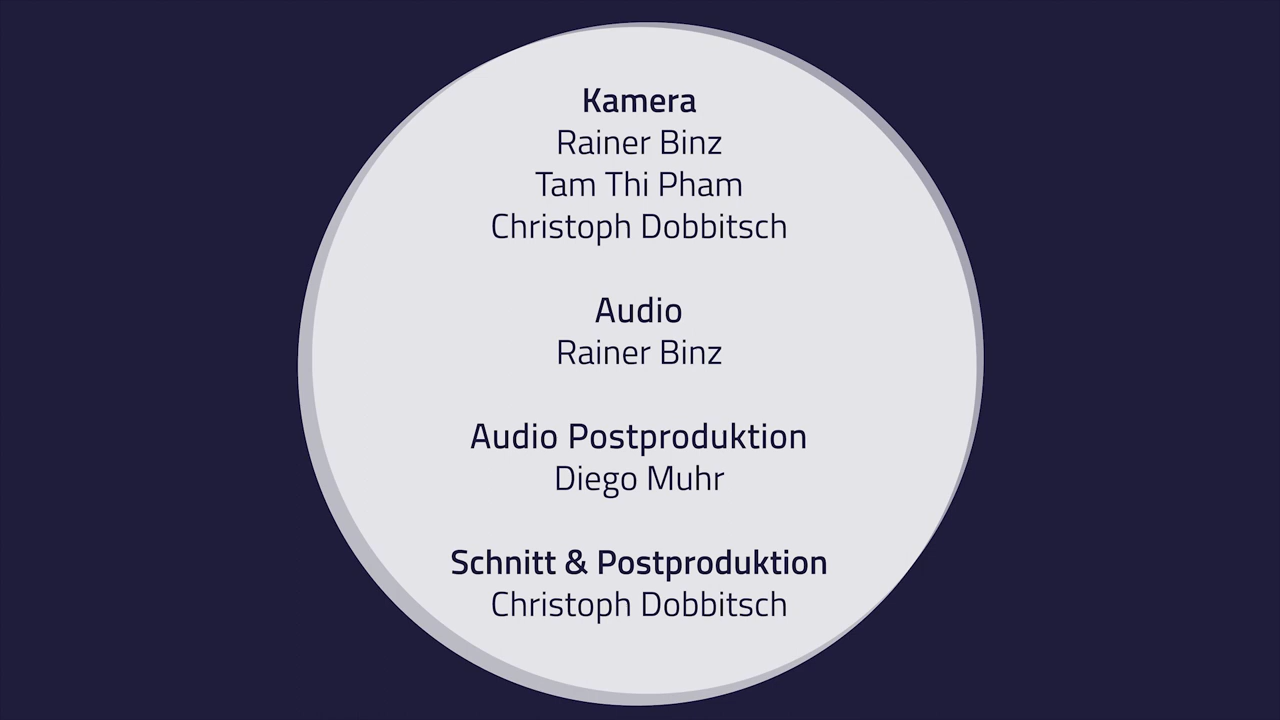 Kamera
Rainer Binz
Tam Thi Pham
Christoph Dobbitsch
Audio
Rainer Binz
Audio Postproduktion
Diego Muhr
Schnitt & Postproduktion
Christoph Dobbitsch